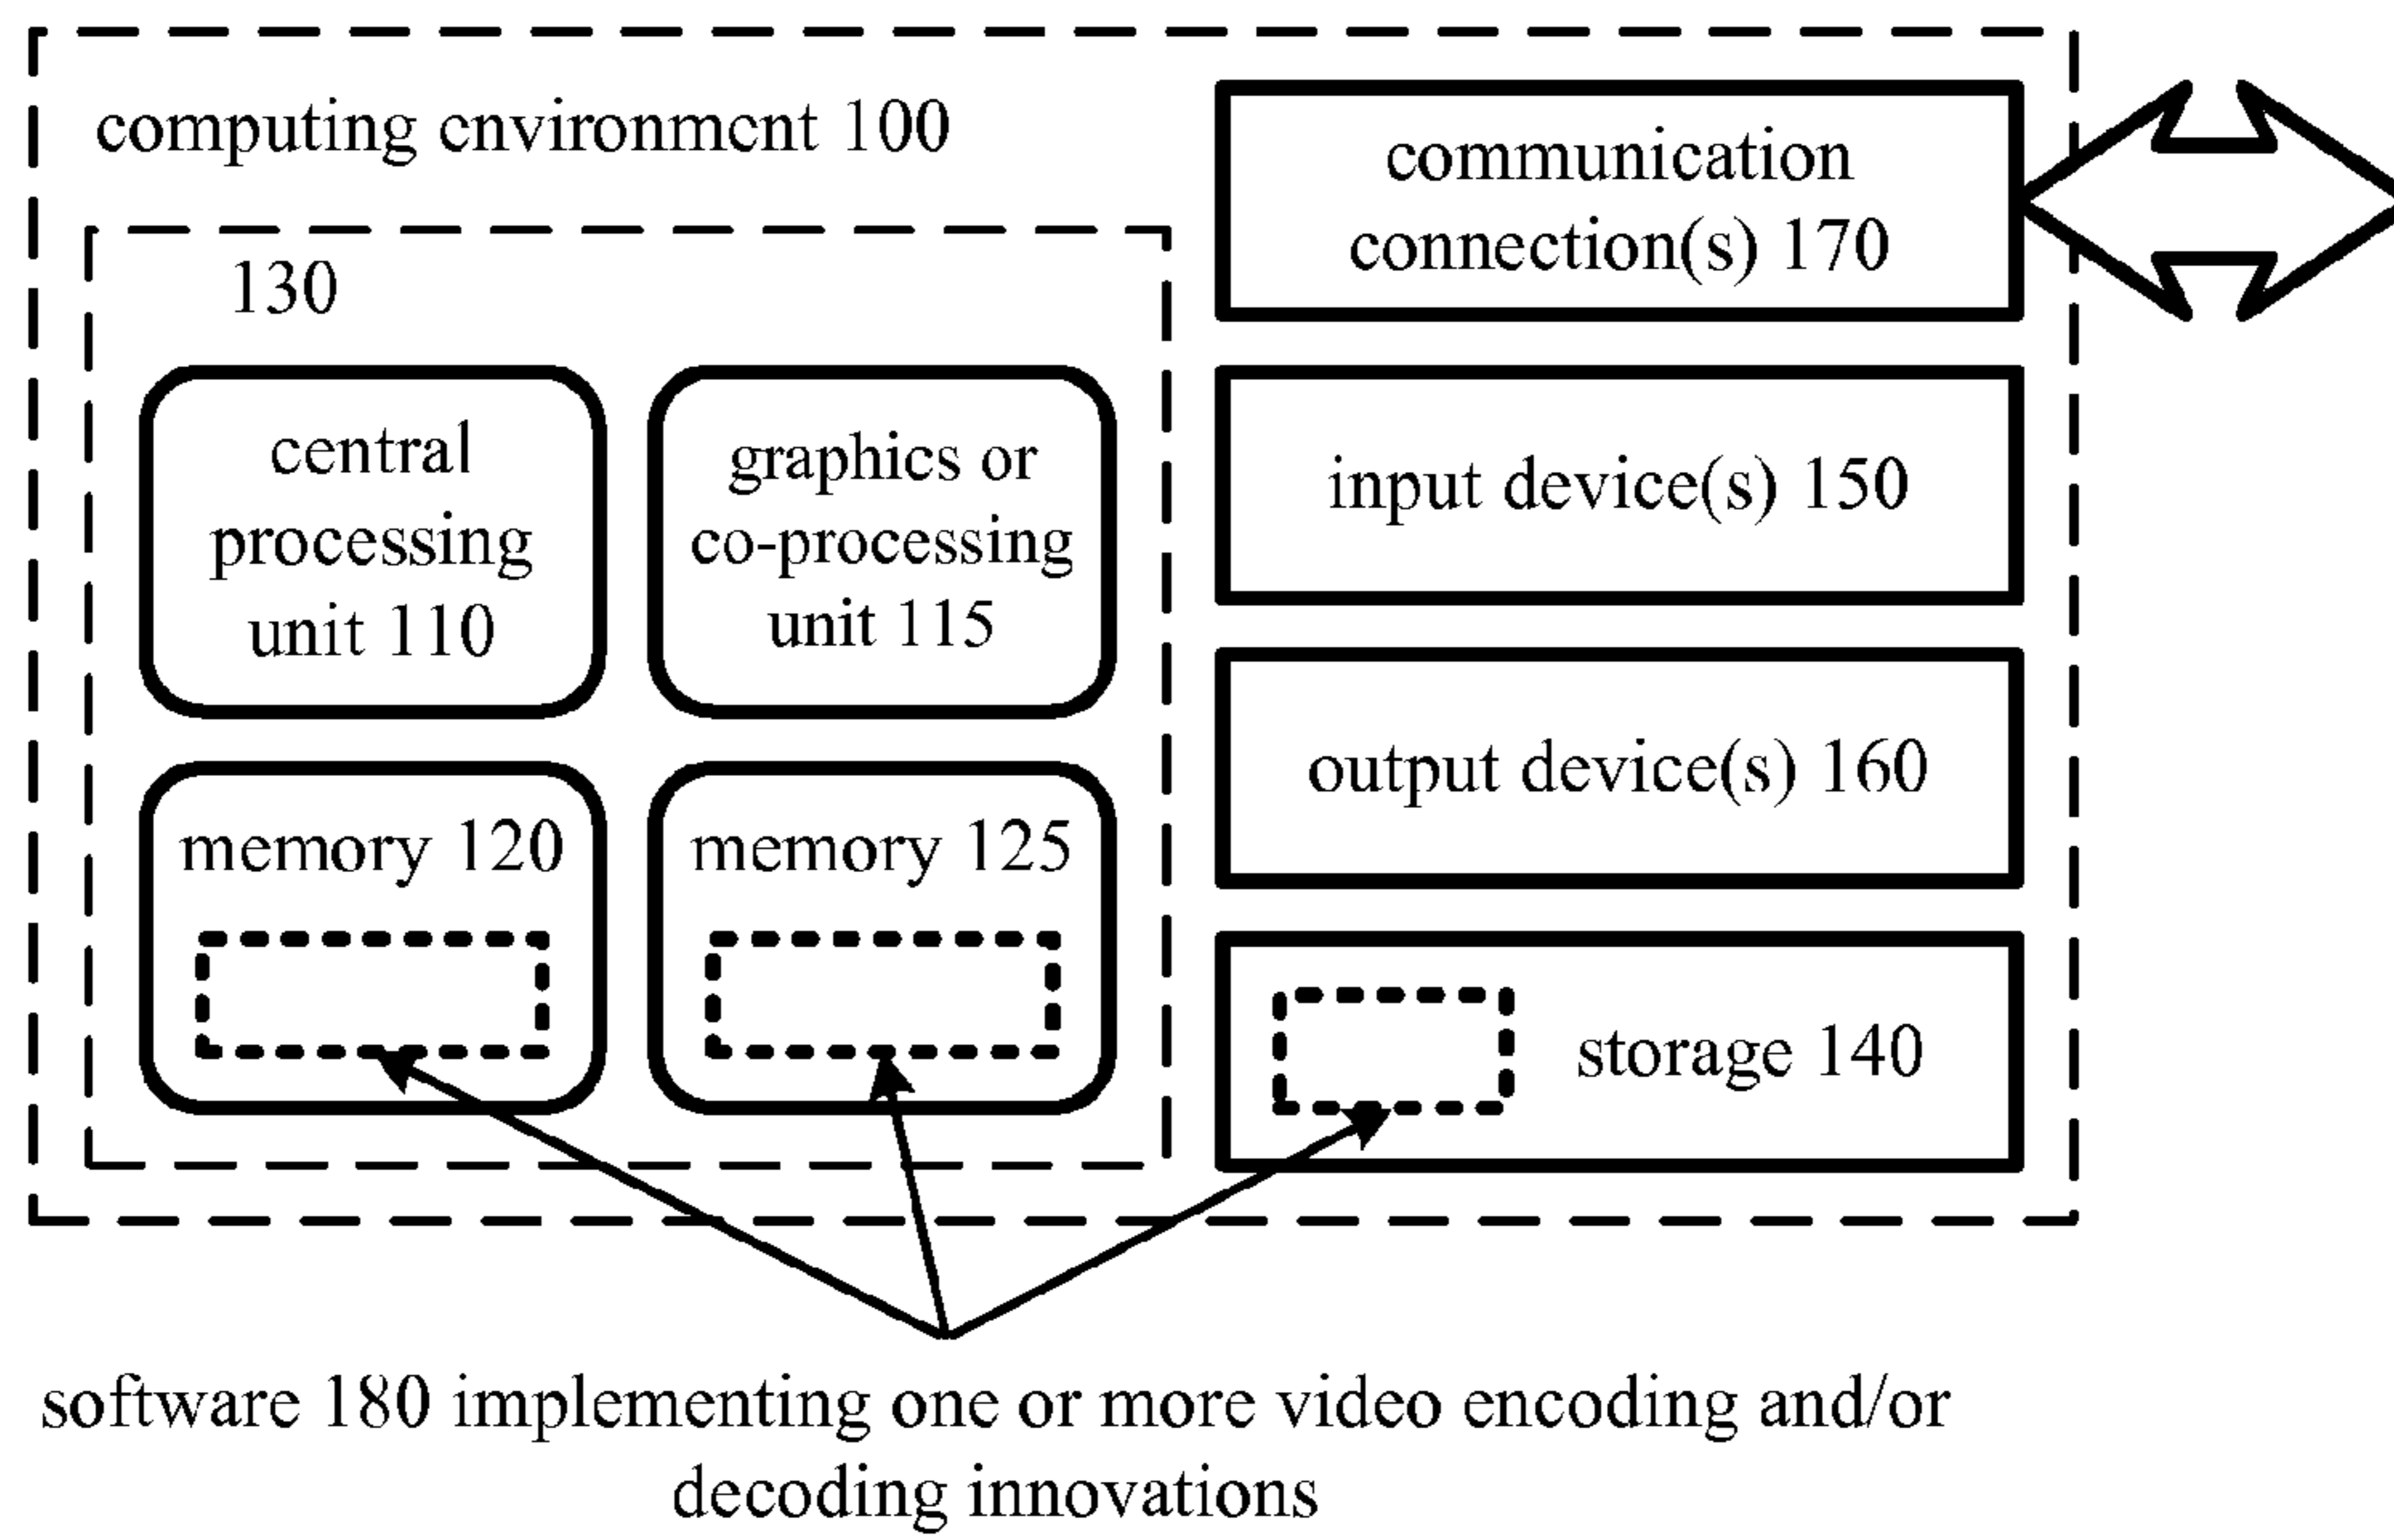 computing environment 100
communication
connection(s) 170
130
central
processing
unit 110
graphics or
co-processing
unit 115
input device(s) 150
output device(s) 160
memory 120
memory 125
storage 140
software 180 implementing one or more video encoding and/or
decoding innovations